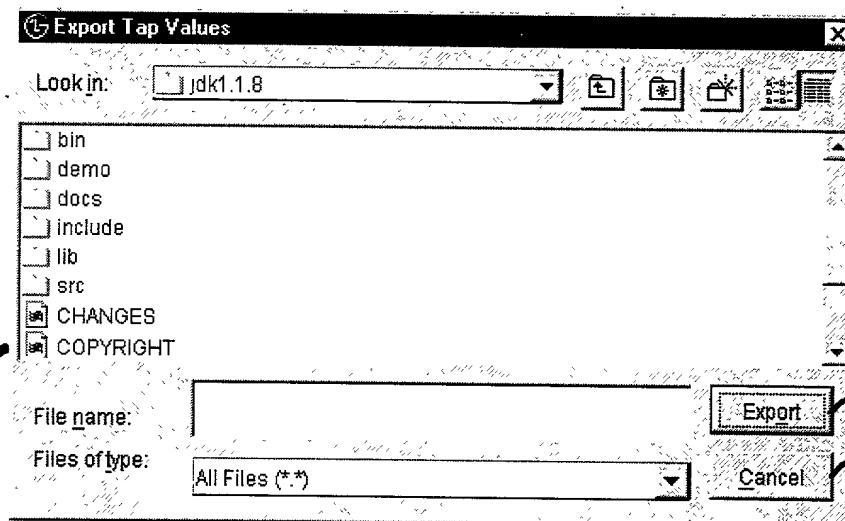 Export Tap Values
Look in: jdk1.1.8
bin
demo
docs
include
lib
src
CHANGES
COPYRIGHT
File name: Export
Files of type: All Files (*.*) Cancel